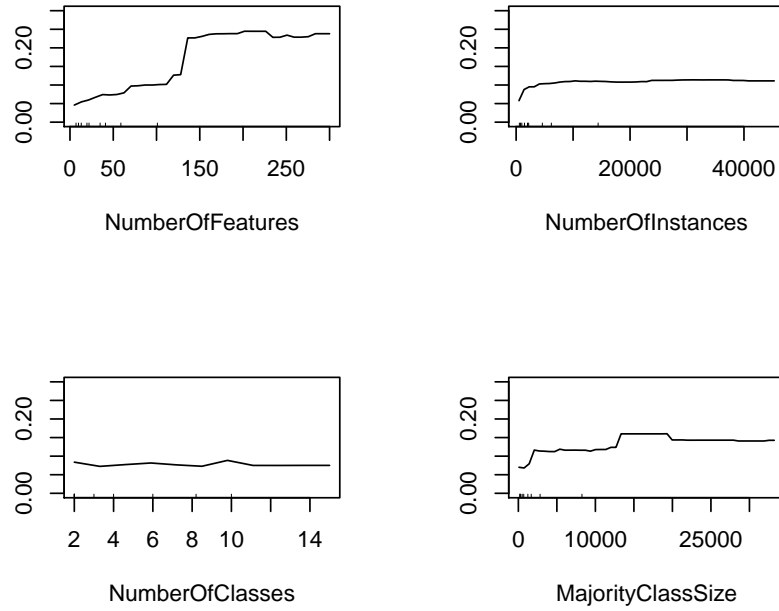 0.00 0.20
0 50 150 250
NumberOfFeatures
0.00 0.20
0 20000 40000
NumberOfInstances
0.00 0.20
2 4 6 8 10 14
NumberOfClasses
0.00 0.20
0 10000 25000
MajorityClassSize